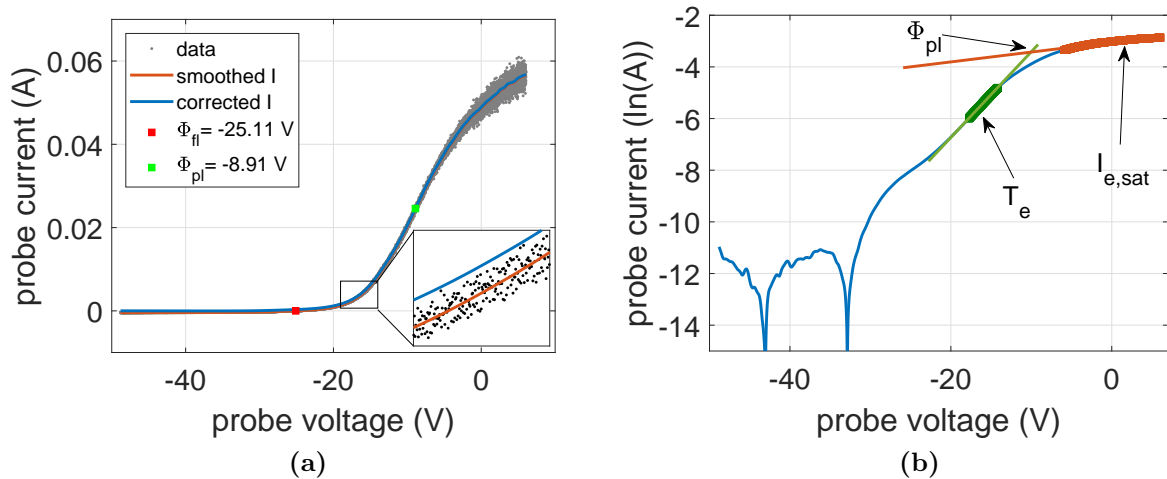 0.06
0.04
0.02
0
-40
-20
0
probe current (A)
probe voltage (V)
data
smoothed I
corrected I
Φfl= -25.11 V
Φpl= -8.91 V
(a)
-2
-4
-6
-8
-10
-12
-14
-40
-20
0
probe current (ln(A))
probe voltage (V)
Φpl
Te
Ie,sat
(b)